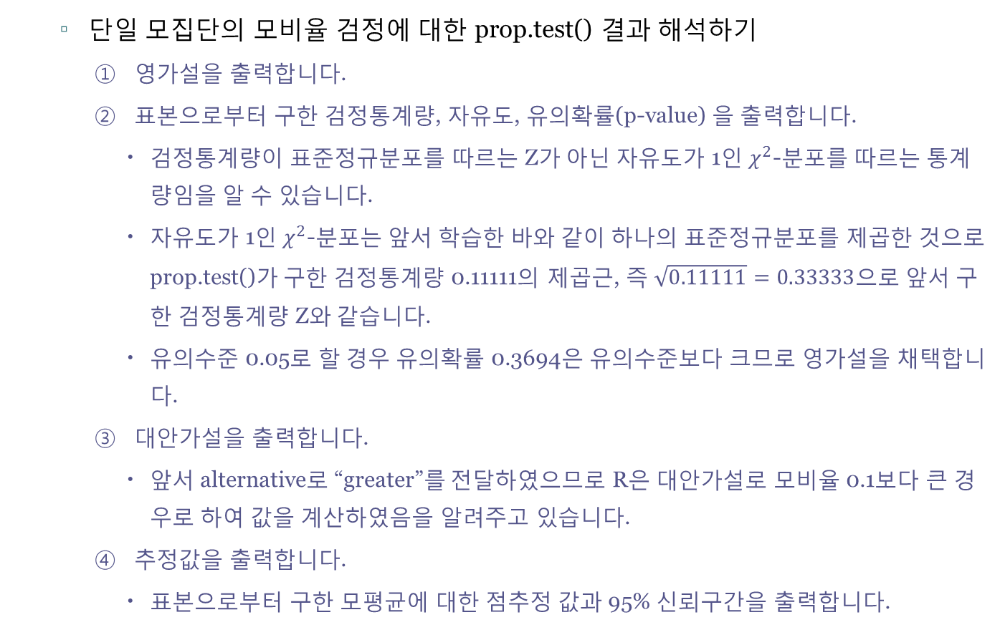 ▫ 단일 모집단의 모비율 검정에 대한 prop.test() 결과 해석하기
① 영가설을 출력합니다.
② 표본으로부터 구한 검정통계량, 자유도, 유의확률(p-value) 을 출력합니다.
• 검정통계량이 표준정규분포를 따르는 Z가 아닌 자유도가 1인 χ²-분포를 따르는 통계
량임을 알 수 있습니다.
• 자유도가 1인 χ²-분포는 앞서 학습한 바와 같이 하나의 표준정규분포를 제곱한 것으로
prop.test()가 구한 검정통계량 0.11111의 제곱근, 즉 √0.11111 = 0.33333으로 앞서 구
한 검정통계량 Z와 같습니다.
• 유의수준 0.05로 할 경우 유의확률 0.3694은 유의수준보다 크므로 영가설을 채택합니
다.
③ 대안가설을 출력합니다.
• 앞서 alternative로 “greater”를 전달하였으므로 R은 대안가설로 모비율 0.1보다 큰 경
우로 하여 값을 계산하였음을 알려주고 있습니다.
④ 추정값을 출력합니다.
• 표본으로부터 구한 모평균에 대한 점추정 값과 95% 신뢰구간을 출력합니다.